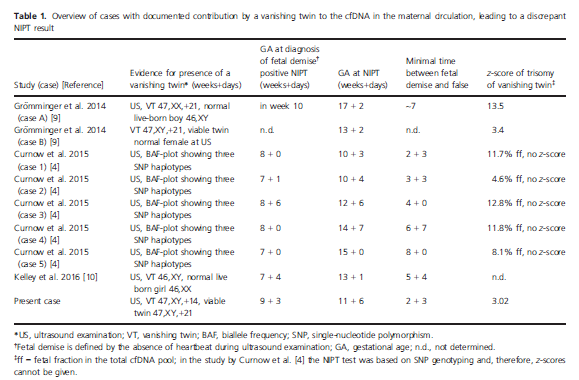 Table 1. Overview of cases with documented contribution by a vanishing twin to the cfDNA in the maternal circulation, leading to a discrepant
NIPT result
GA at diagnosis Minimal time
of fetal demise† between fetal z-score of trisomy
Evidence for presence of a positive NIPT GA at NIPT demise and false of vanishing twin‡
Study (case) [Reference] vanishing twin* (weeks+days) (weeks+days) (weeks+days)
Grömminger et al. 2014 US, VT 47,XX,+21, normal in week 10 17 + 2 ~7 13.5
(case A) [9] live-born boy 46,XY
Grömminger et al. 2014 VT 47,XY,+21, viable twin n.d. 13 + 2 n.d. 3.4
(case B) [9] normal female at US
Curnow et al. 2015 US, BAF-plot showing three 8 + 0 10 + 3 2 + 3 11.7% ff, no z-score
(case 1) [4] SNP haplotypes
Curnow et al. 2015 US, BAF-plot showing three 7 + 1 10 + 4 3 + 3 4.6% ff, no z-score
(case 2) [4] SNP haplotypes
Curnow et al. 2015 US, BAF-plot showing three 8 + 6 12 + 6 4 + 0 12.8% ff, no z-score
(case 3) [4] SNP haplotypes
Curnow et al. 2015 US, BAF-plot showing three 8 + 0 14 + 7 6 + 7 11.8% ff, no z-score
(case 4) [4] SNP haplotypes
Curnow et al. 2015 US, BAF-plot showing three 7 + 0 15 + 0 8 + 0 8.1% ff, no z-score
(case 5) [4] SNP haplotypes
Kelley et al. 2016 [10] US, VT 46,XY, normal live 7 + 4 13 + 1 5 + 4 n.d.
born girl 46,XX
Present case US, VT 47,XY,+14, viable 9 + 3 11 + 6 2 + 3 3.02
twin 47,XY,+21
*US, ultrasound examination; VT, vanishing twin; BAF, biallele frequency; SNP, single-nucleotide polymorphism.
†Fetal demise is defined by the absence of heartbeat during ultrasound examination; GA, gestational age; n.d., not determined.
‡ff = fetal fraction in the total cfDNA pool; in the study by Curnow et al. [4] the NIPT test was based on SNP genotyping and, therefore, z-scores
cannot be given.